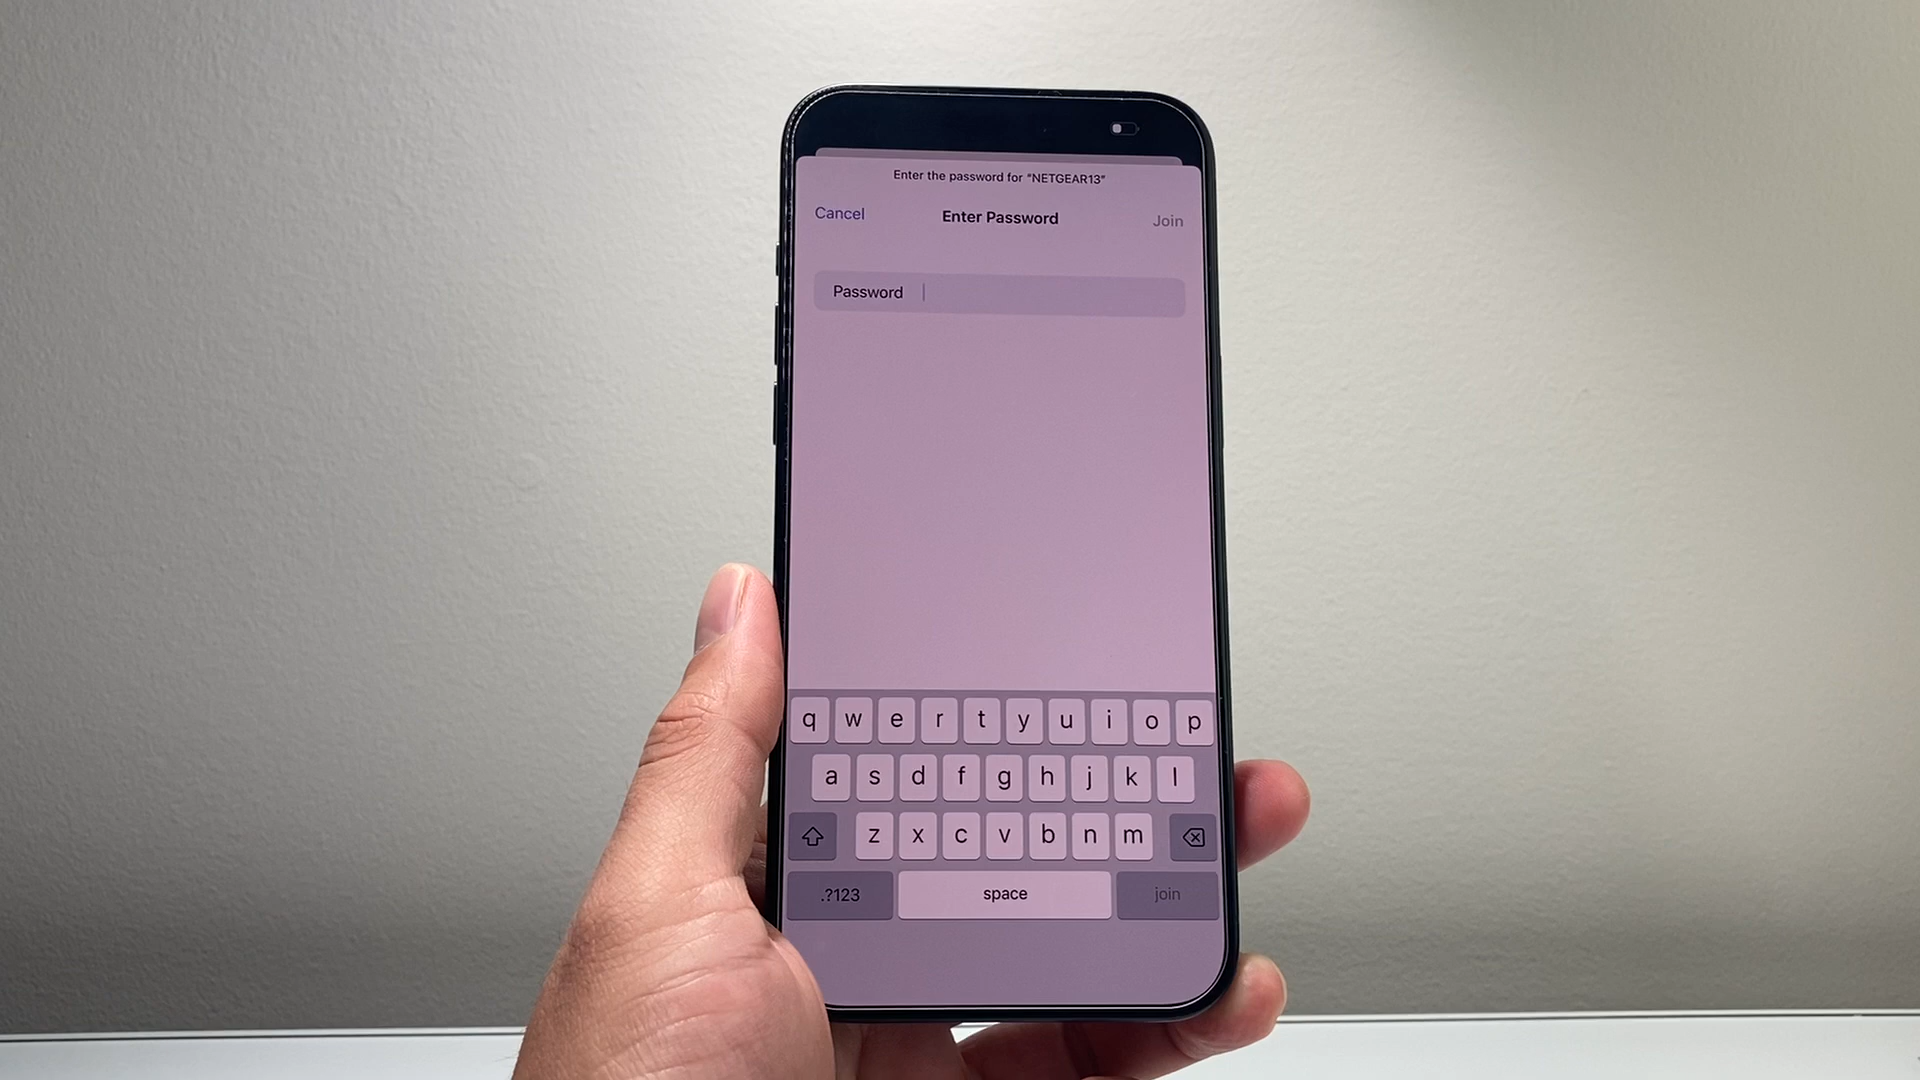 Enter the password for "NETGEAR13"
Cancel Enter Password Join
Password
q w e r t y u i o p
a s d f g h j k l
z x c v b n m
.?123 space join